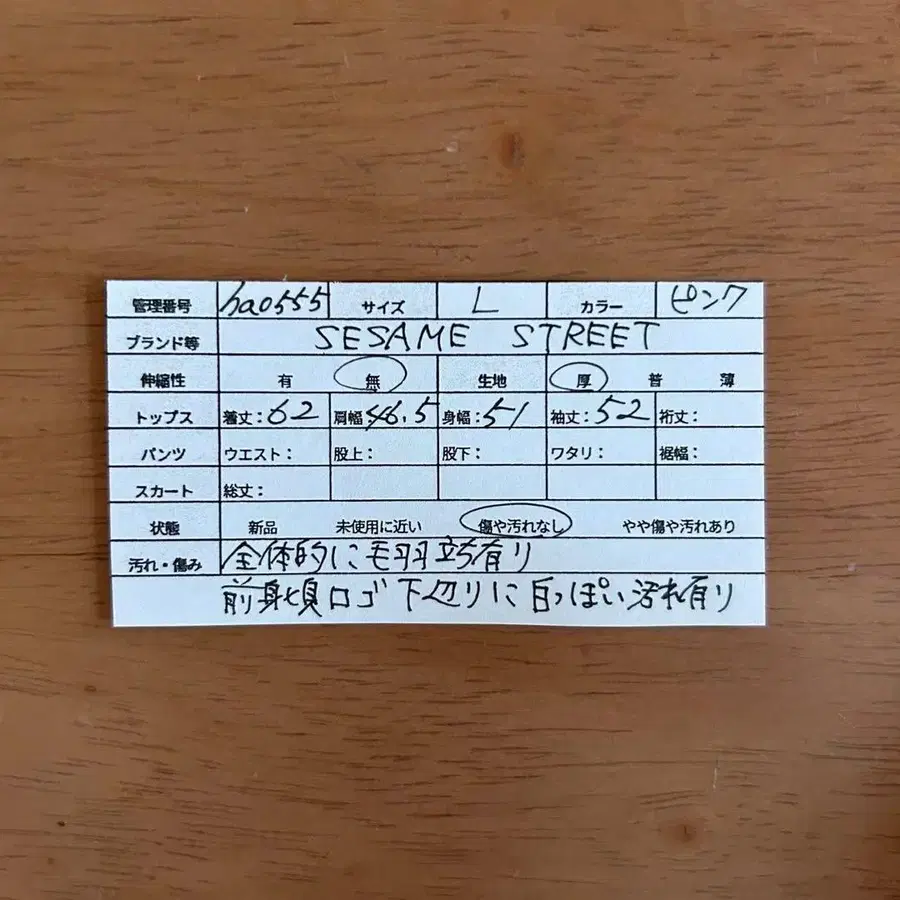 管理番号 ha0555 サイズ L カラー ピンク
ブランド等 SESAME STREET
伸縮性 有 無 生地 厚 普 薄
トップス 着丈：62 肩幅：46.5 身幅：51 袖丈：52 裄丈：
パンツ ウエスト： 股上： 股下： ワタリ： 裾幅：
スカート 総丈：
状態 新品 未使用に近い 傷や汚れなし やや傷や汚れあり
汚れ・傷み 全体的に毛羽立ち有り
前身頃ロゴ下辺りに白っぽい汚れ有り